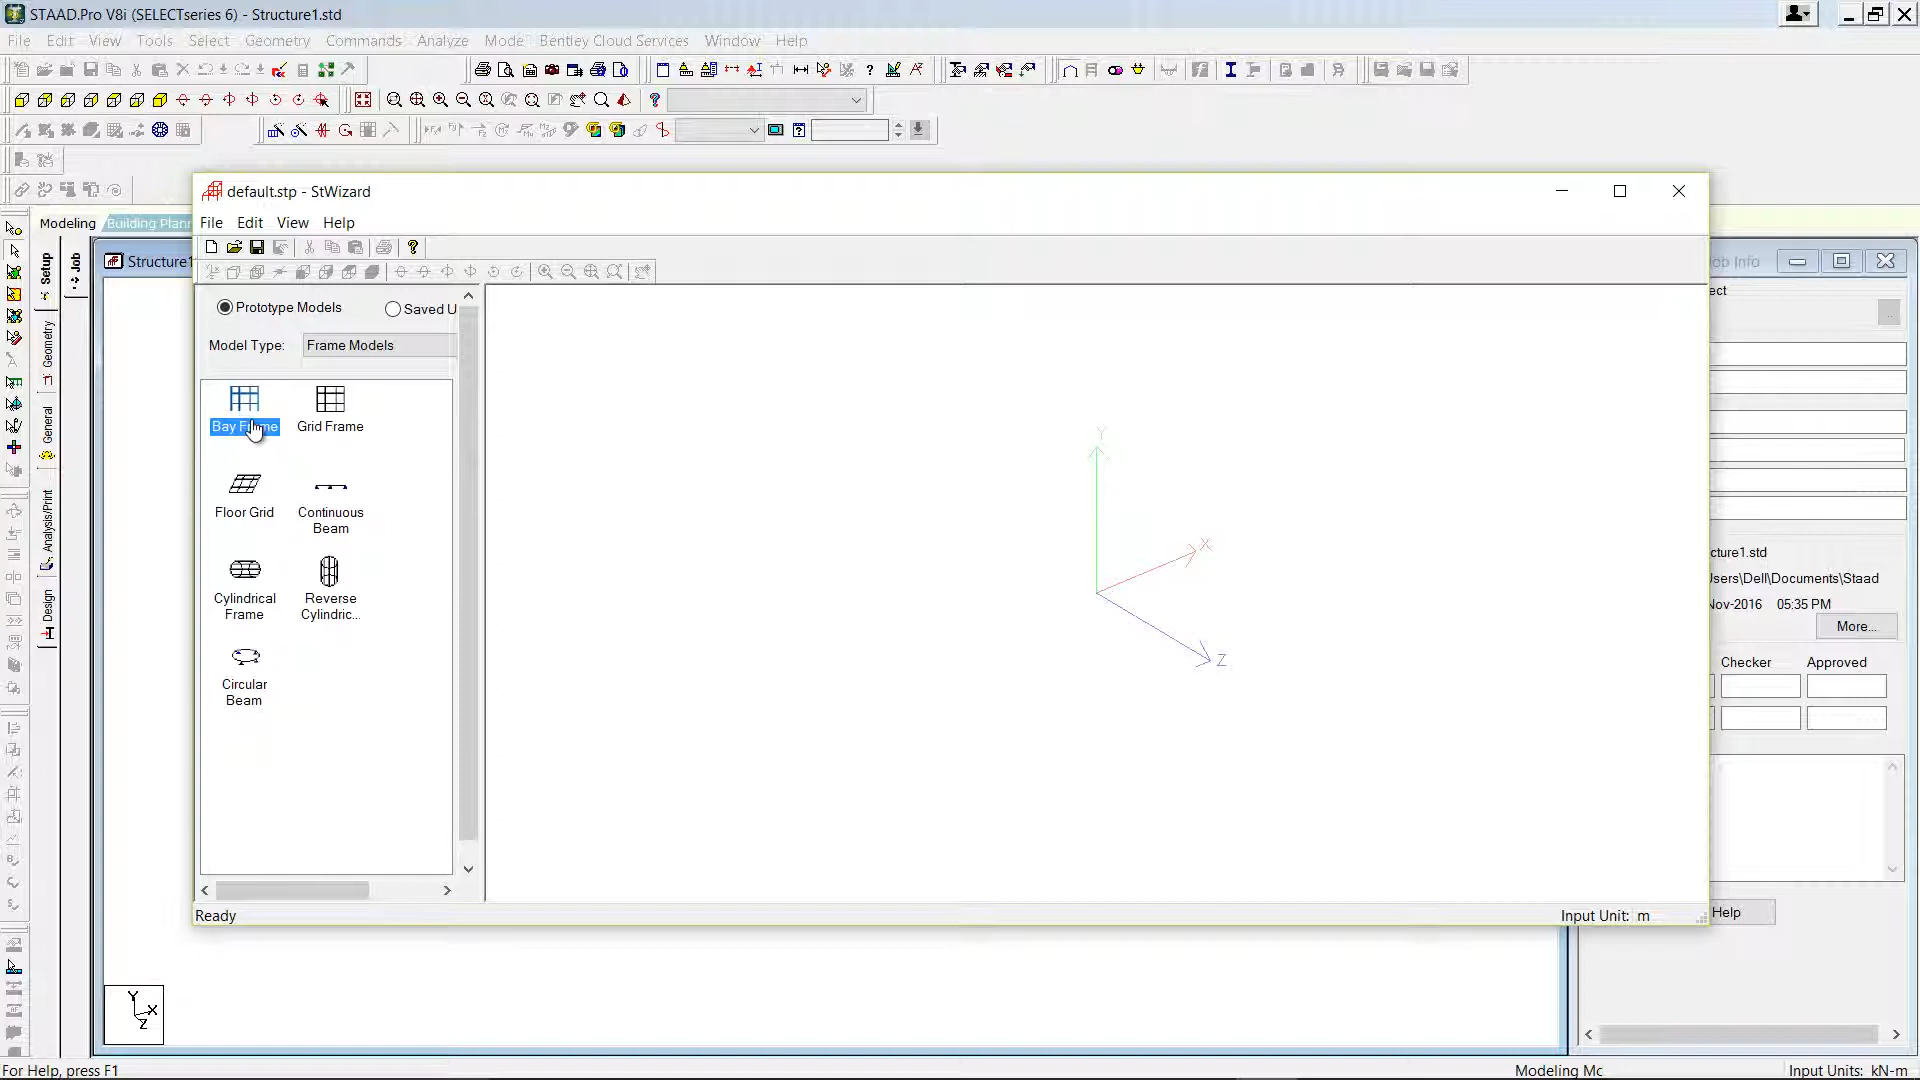 STAAD.Pro V8i (SELECTseries 6) - Structure1.std
File Edit View Tools Select Geometry Commands Analyze Mode Bentley Cloud Services Window Help
Modeling Building Plann
Structure1
default.stp - StWizard
File Edit View Help
Prototype Models Saved U
Model Type: Frame Models
Bay Frame
Grid Frame
Floor Grid
Continuous
Beam
Cylindrical
Frame
Reverse
Cylindric...
Circular
Beam
Y
X
Z
Ready
Input Unit: m
Setup
Job
Geometry
General
Analysis/Print
Design
Job Info
ect
cture1.std
Jsers\Dell\Documents\Staad
Nov-2016 05:35 PM
More...
Checker Approved
Help
Y
X
Z
For Help, press F1
Modeling Mc
Input Units: kN-m